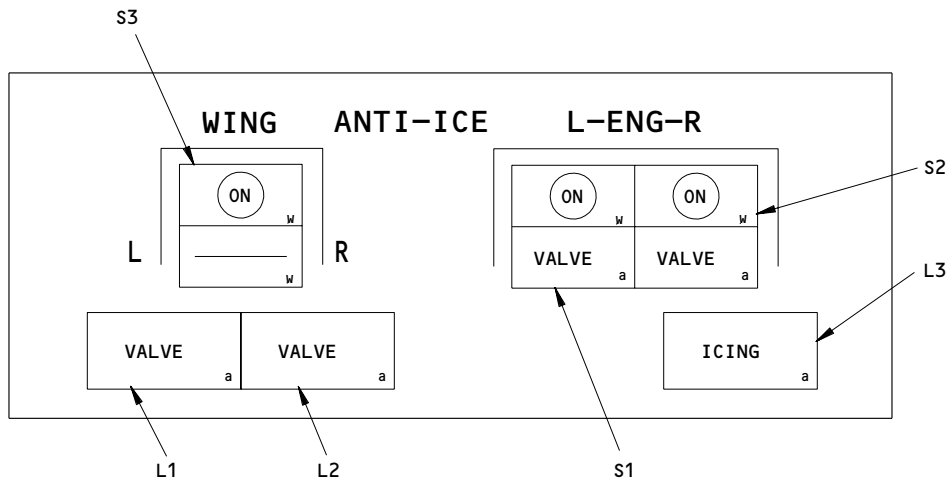 S3
WING ANTI-ICE L-ENG-R
ON ON ON
W W W
S2
L R
VALVE VALVE
W a a
L3
VALVE VALVE ICING
a a a
L1 L2 S1